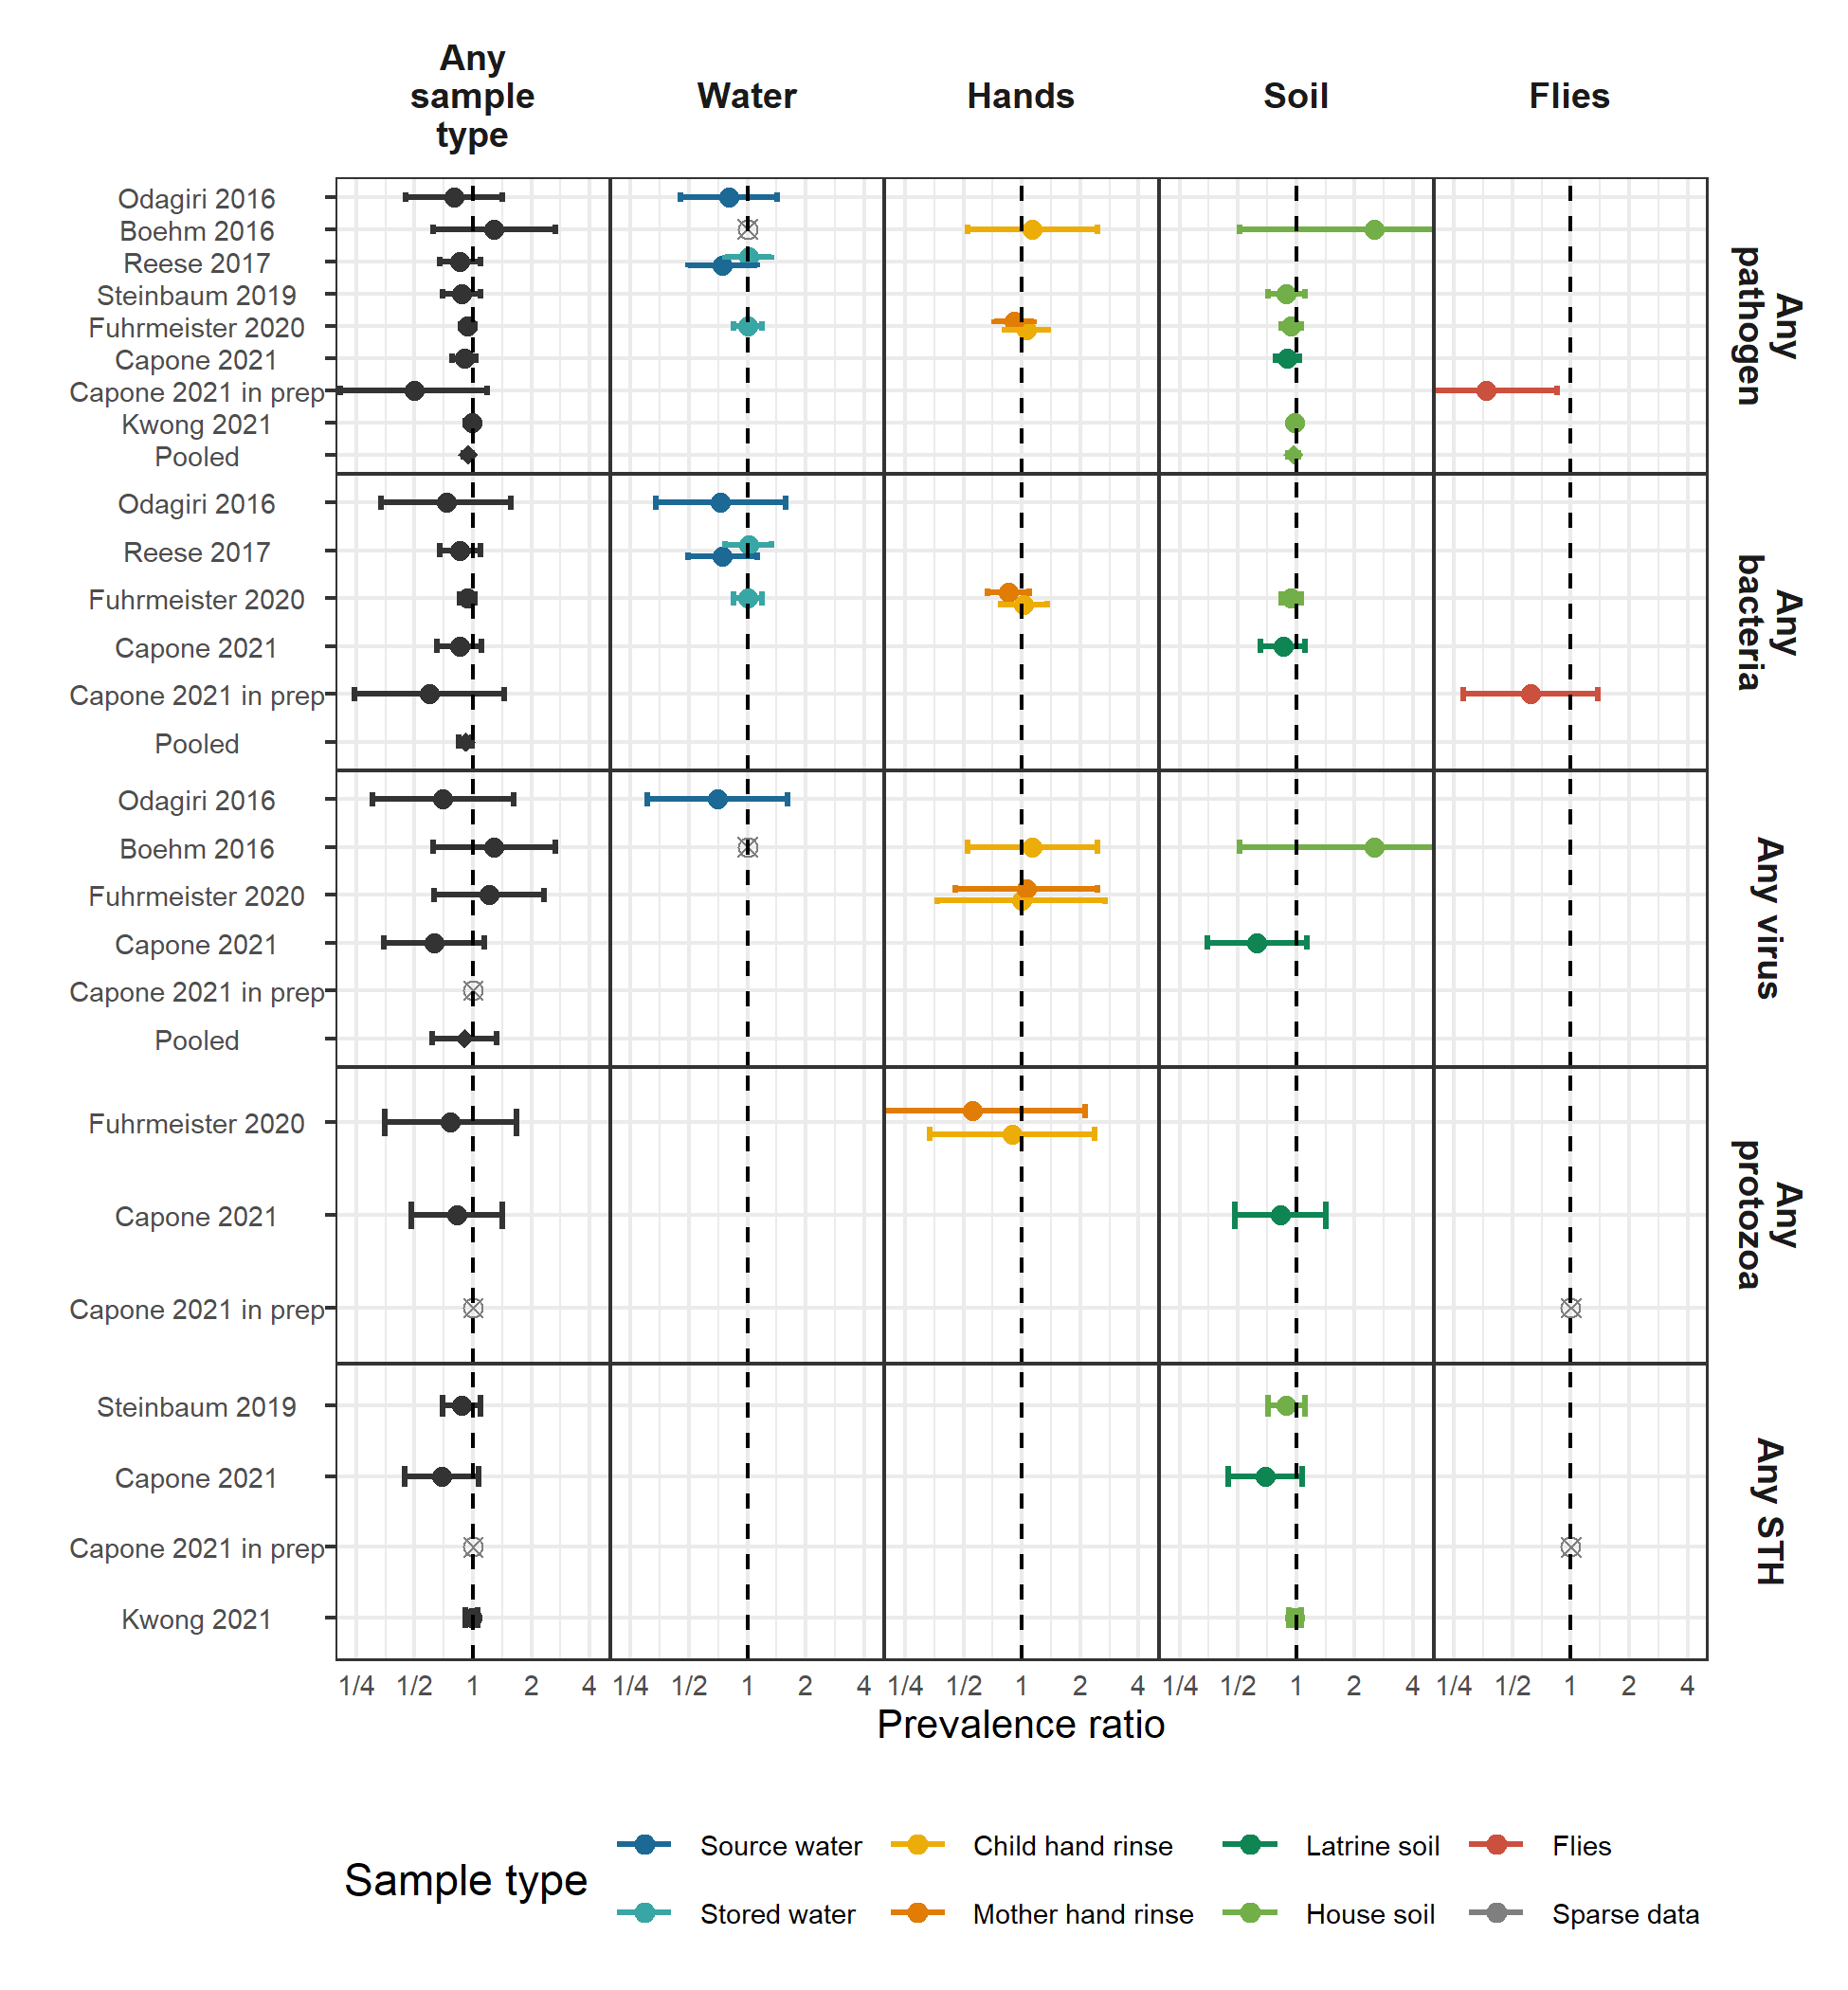 Any
sample
type
Water
Hands
Soil
Flies
Odagiri 2016
Boehm 2016
Reese 2017
Steinbaum 2019
Fuhrmeister 2020
Capone 2021
Capone 2021 in prep
Kwong 2021
Pooled
Any
pathogen
Odagiri 2016
Reese 2017
Fuhrmeister 2020
Capone 2021
Capone 2021 in prep
Pooled
Any
bacteria
Odagiri 2016
Boehm 2016
Fuhrmeister 2020
Capone 2021
Capone 2021 in prep
Pooled
Any virus
Fuhrmeister 2020
Capone 2021
Capone 2021 in prep
Any
protozoa
Steinbaum 2019
Capone 2021
Capone 2021 in prep
Kwong 2021
Any STH
1/4 1/2 1 2 4 1/4 1/2 1 2 4 1/4 1/2 1 2 4 1/4 1/2 1 2 4 1/4 1/2 1 2 4
Prevalence ratio
Sample type
Source water Child hand rinse Latrine soil Flies
Stored water Mother hand rinse House soil Sparse data